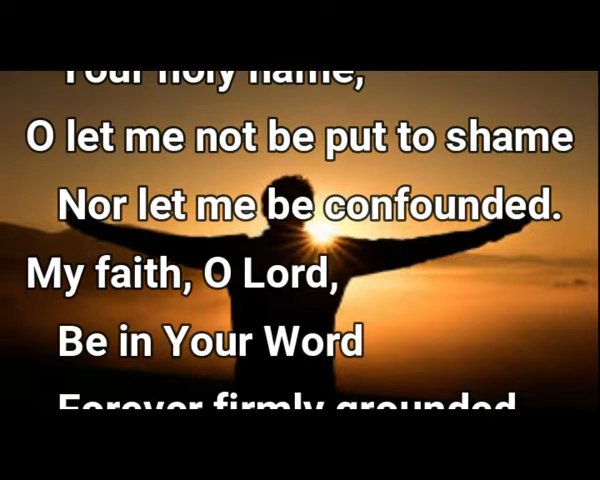 Your holy name,
O let me not be put to shame
Nor let me be confounded.
My faith, O Lord,
Be in Your Word
Forever firmly grounded